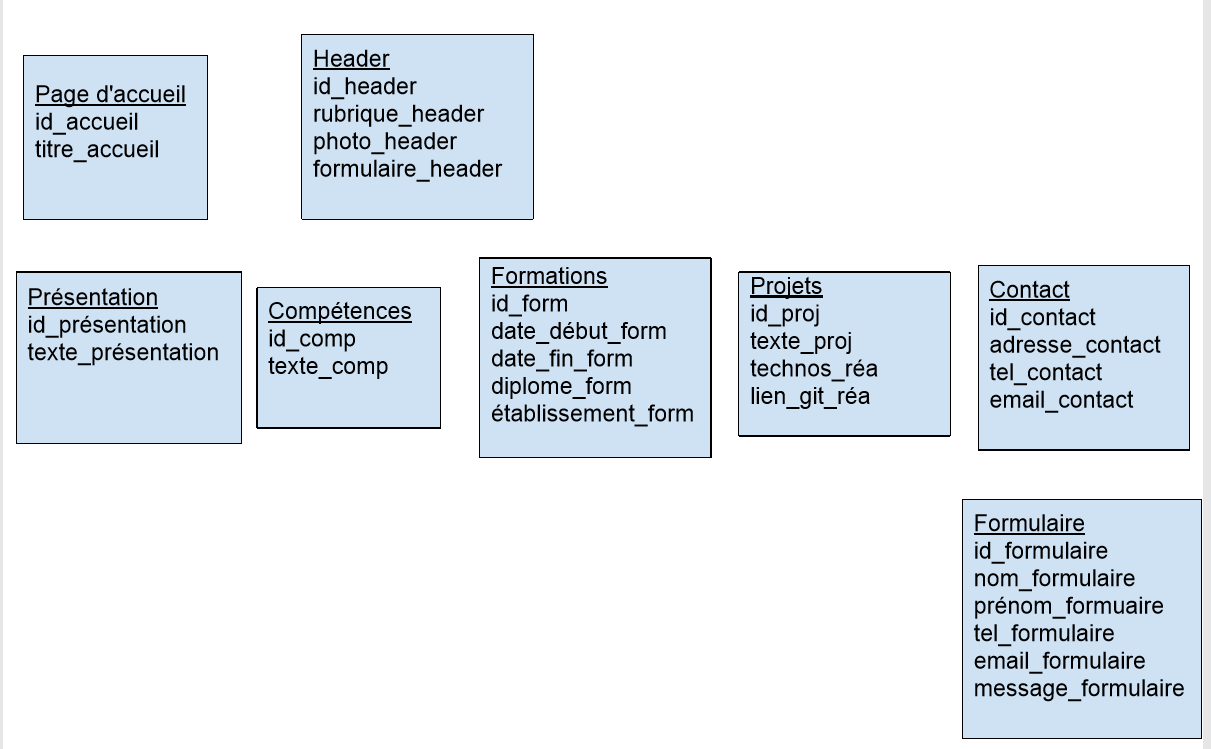 Page d'accueil
id_accueil
titre_accueil
Header
id_header
rubrique_header
photo_header
formulaire_header
Présentation
id_présentation
texte_présentation
Compétences
id_comp
texte_comp
Formations
id_form
date_début_form
date_fin_form
diplome_form
établissement_form
Projets
id_proj
texte_proj
technos_réa
lien_git_réa
Contact
id_contact
adresse_contact
tel_contact
email_contact
Formulaire
id_formulaire
nom_formulaire
prénom_formuaire
tel_formulaire
email_formulaire
message_formulaire